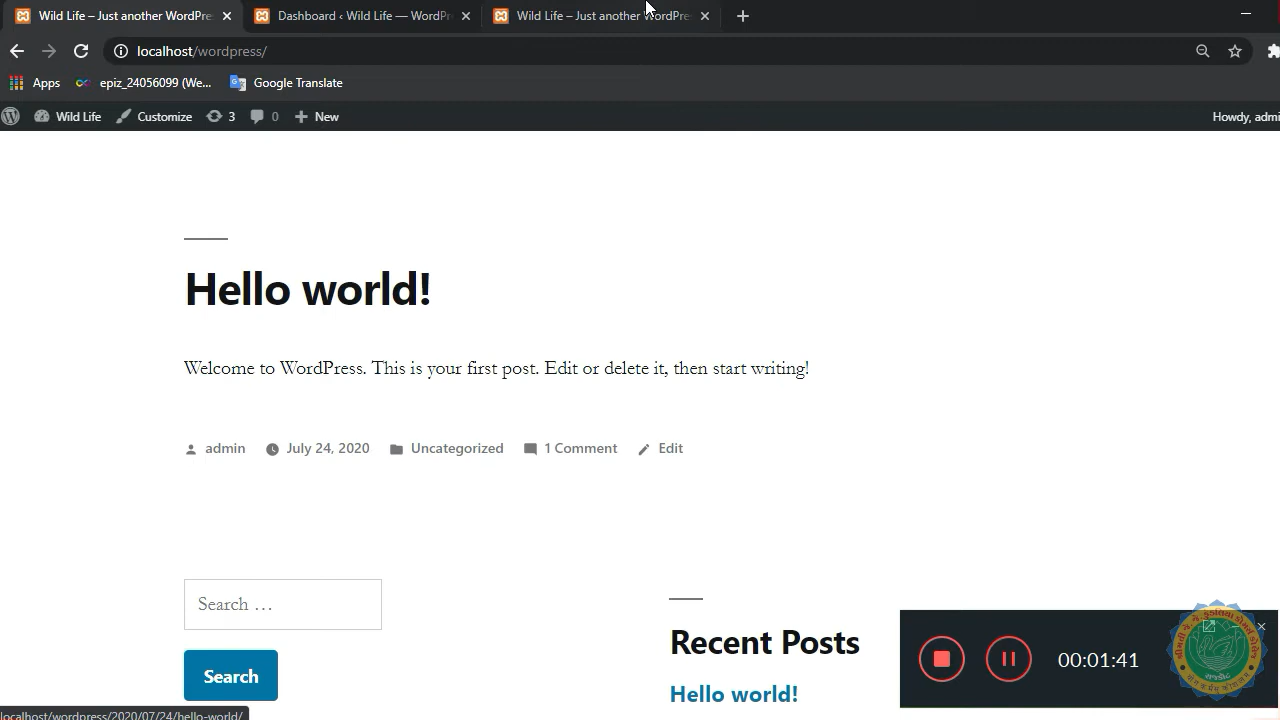 Wild Life – Just another WordPre
Dashboard ‹ Wild Life — WordPr
Wild Life – Just another WordPre
localhost/wordpress/
Apps
epiz_24056099 (We...
Google Translate
Wild Life
Customize
3
0
New
Howdy, admi
Hello world!
Welcome to WordPress. This is your first post. Edit or delete it, then start writing!
admin
July 24, 2020
Uncategorized
1 Comment
Edit
Search …
Search
Recent Posts
Hello world!
00:01:41
localhost/wordpress/2020/07/24/hello-world/